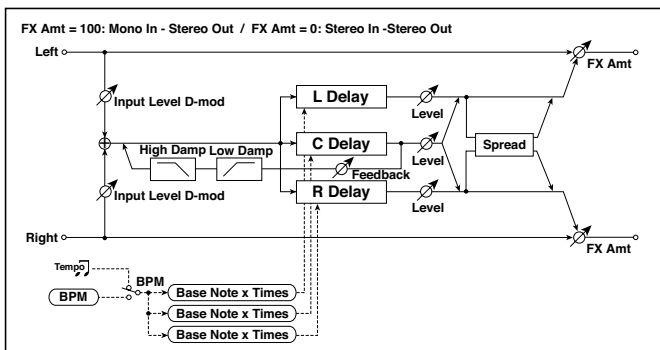 FX Amt = 100: Mono In - Stereo Out / FX Amt = 0: Stereo In -Stereo Out
Left
FX Amt
Input Level D-mod
L Delay
Level
High Damp
Low Damp
C Delay
Level
Spread
Feedback
Input Level D-mod
R Delay
Level
Right
FX Amt
Tempo
BPM
BPM
Base Note x Times
Base Note x Times
Base Note x Times